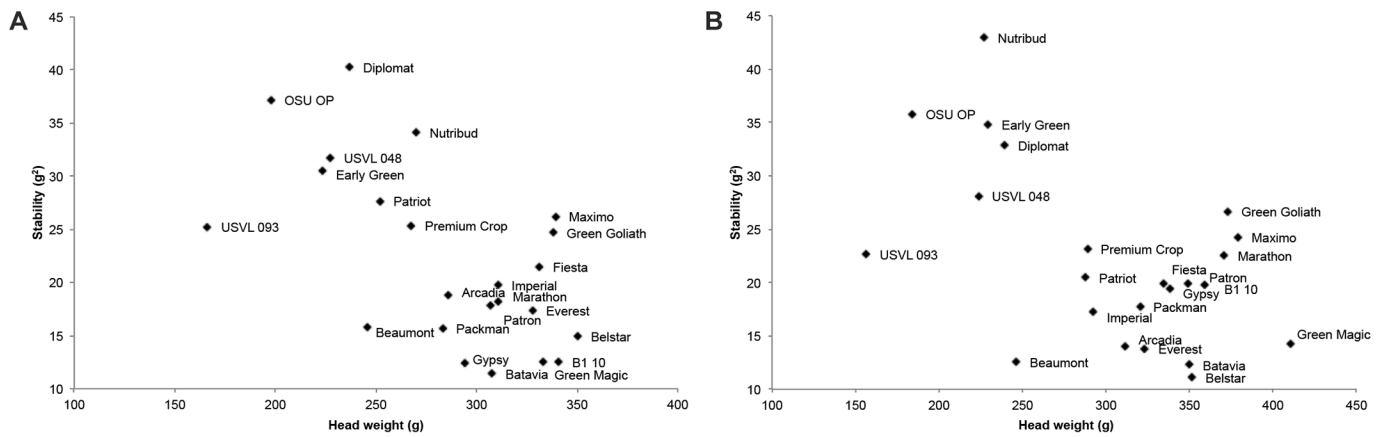 A
45
40
35
30
25
20
15
10
Stability (g²)
Diplomat
OSU OP
Nutribud
USVL 048
Early Green
Patriot
USVL 093
Premium Crop
Maximo
Green Goliath
Fiesta
Imperial
Arcadia
Marathon
Everest
Patron
Beaumont
Packman
Belstar
Gypsy
B1 10
Batavia
Green Magic
100
150
200
250
300
350
400
Head weight (g)
B
45
40
35
30
25
20
15
10
Stability (g²)
Nutribud
OSU OP
Early Green
Diplomat
USVL 048
Green Goliath
Maximo
Premium Crop
Marathon
USVL 093
Fiesta
Patriot
Patron
Gypsy
B1 10
Packman
Imperial
Green Magic
Arcadia
Everest
Beaumont
Batavia
Belstar
100
150
200
250
300
350
400
450
Head weight (g)